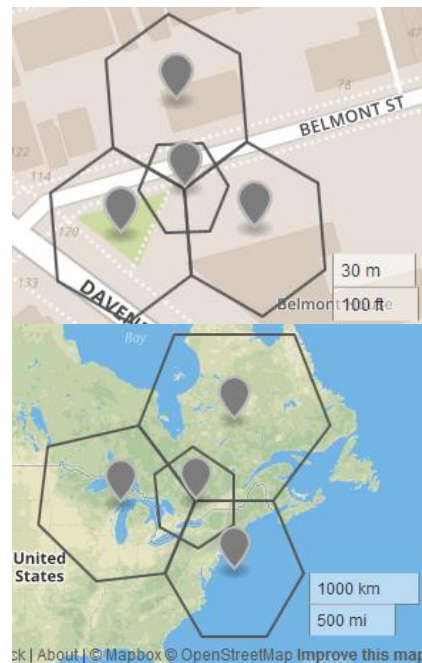 47
78
BELMONT ST
122
114
120
133
DAVEN
30 m
Belmont
100 ft
Bay
United
States
1000 km
500 mi
ck | About | © Mapbox © OpenStreetMap Improve this map